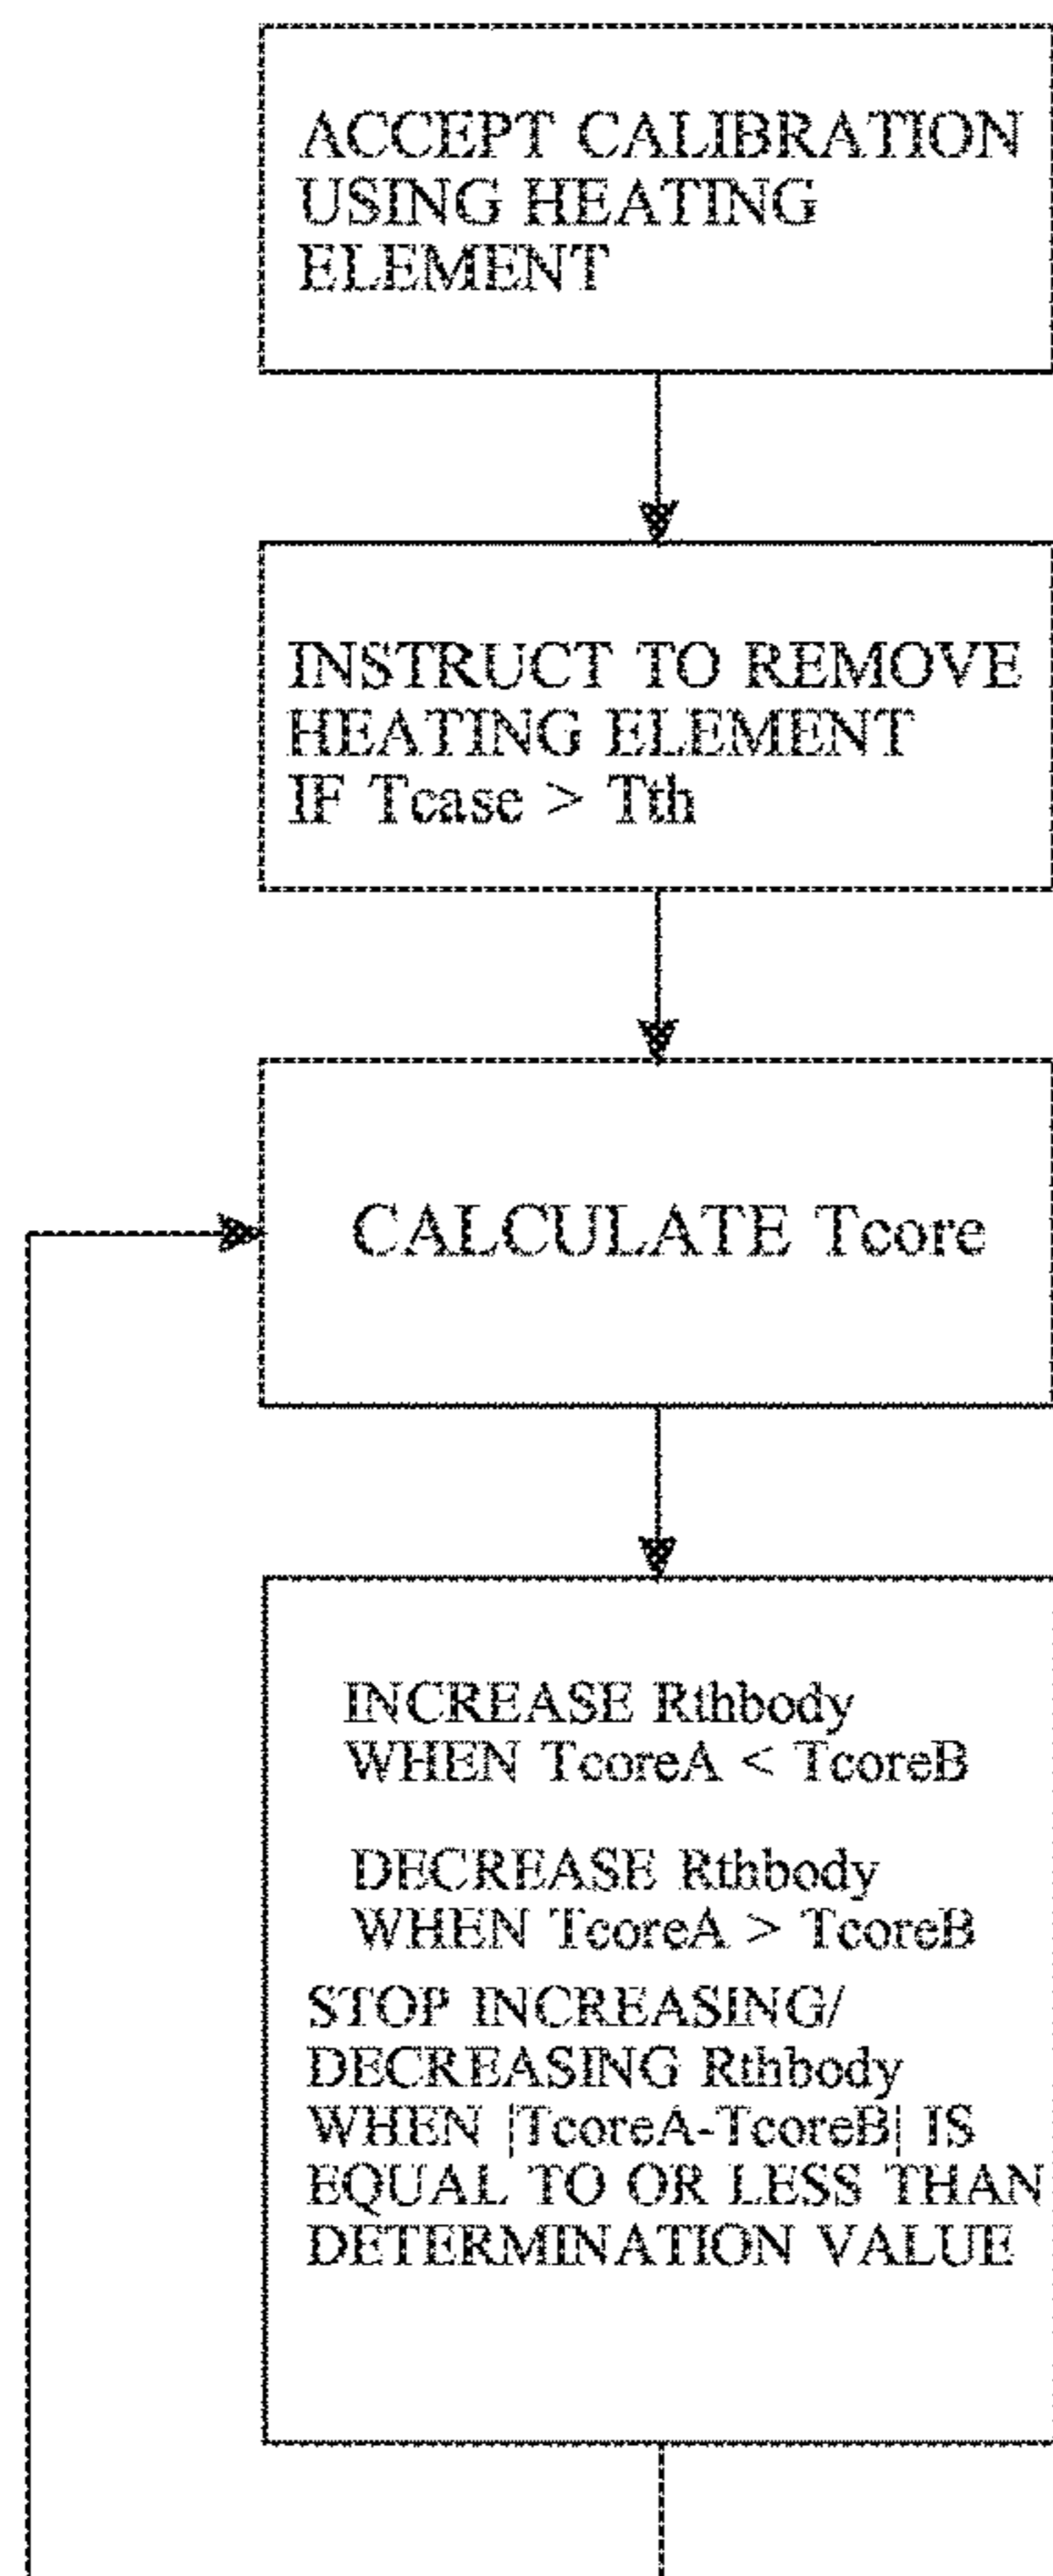 ACCEPT CALIBRATION
USING HEATING
ELEMENT
INSTRUCT TO REMOVE
HEATING ELEMENT
IF Tcase > Tth
CALCULATE Tcore
INCREASE Rthbody
WHEN TcoreA < TcoreB
DECREASE Rthbody
WHEN TcoreA > TcoreB
STOP INCREASING/
DECREASING Rthbody
WHEN |TcoreA-TcoreB| IS
EQUAL TO OR LESS THAN
DETERMINATION VALUE